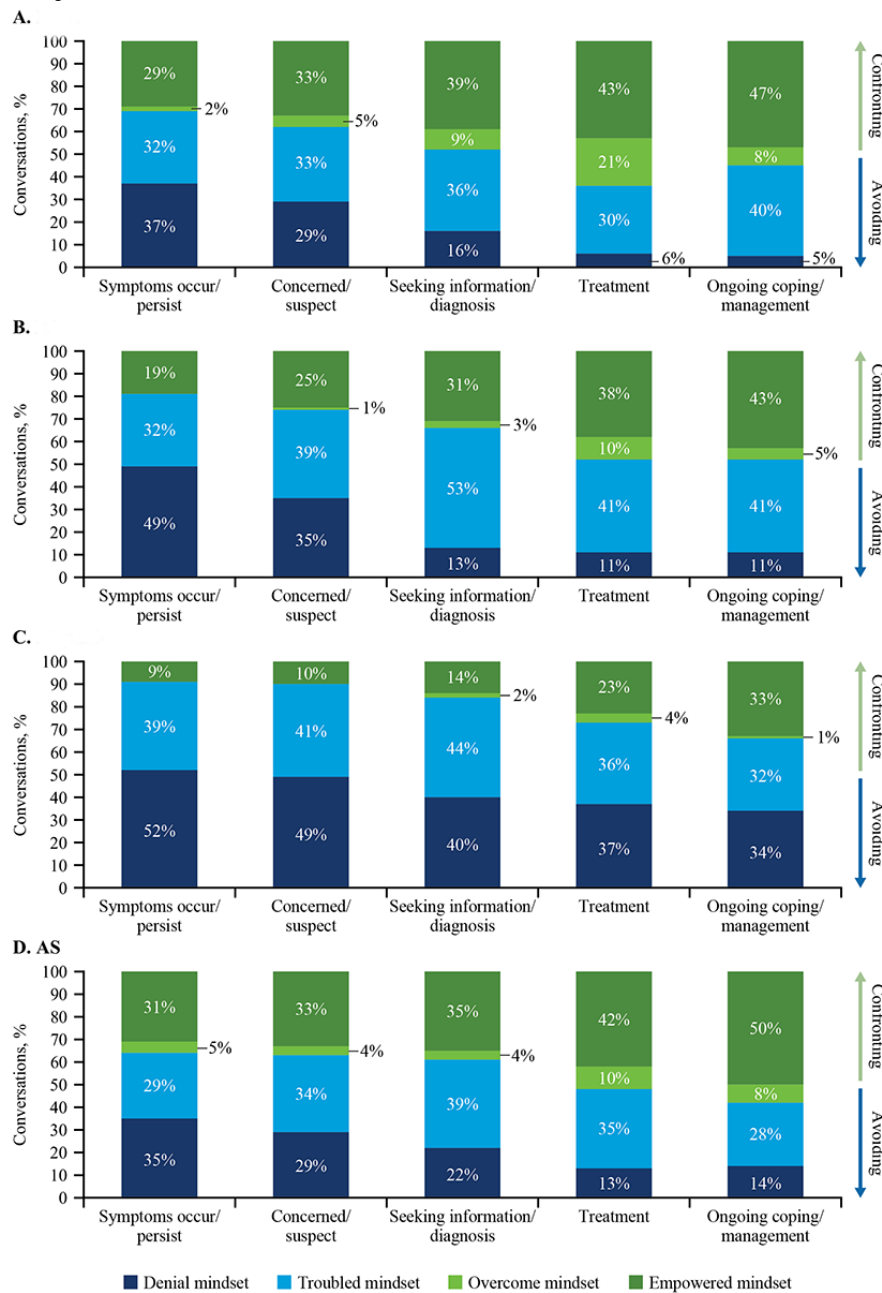 A.
Conversations, %
100
90
80
70
60
50
40
30
20
10
0
29%
2%
32%
37%
33%
5%
33%
29%
39%
9%
36%
16%
43%
21%
30%
6%
47%
8%
40%
5%
Symptoms occur/
persist
Concerned/
suspect
Seeking information/
diagnosis
Treatment
Ongoing coping/
management
Confronting
Avoiding
B.
Conversations, %
100
90
80
70
60
50
40
30
20
10
0
19%
32%
49%
25%
1%
39%
35%
31%
3%
53%
13%
38%
10%
41%
11%
43%
5%
41%
11%
Symptoms occur/
persist
Concerned/
suspect
Seeking information/
diagnosis
Treatment
Ongoing coping/
management
Confronting
Avoiding
C.
Conversations, %
100
90
80
70
60
50
40
30
20
10
0
9%
39%
52%
10%
41%
49%
14%
2%
44%
40%
23%
4%
36%
37%
33%
1%
32%
34%
Symptoms occur/
persist
Concerned/
suspect
Seeking information/
diagnosis
Treatment
Ongoing coping/
management
Confronting
Avoiding
D. AS
Conversations, %
100
90
80
70
60
50
40
30
20
10
0
31%
5%
29%
35%
33%
4%
34%
29%
35%
4%
39%
22%
42%
10%
35%
13%
50%
8%
28%
14%
Symptoms occur/
persist
Concerned/
suspect
Seeking information/
diagnosis
Treatment
Ongoing coping/
management
Confronting
Avoiding
Denial mindset
Troubled mindset
Overcome mindset
Empowered mindset